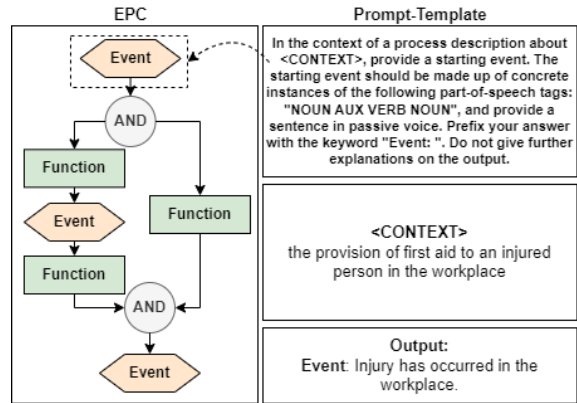 EPC
Event
AND
Function
Event
Function
Function
AND
Event
Prompt-Template
In the context of a process description about
<CONTEXT>, provide a starting event. The
starting event should be made up of concrete
instances of the following part-of-speech tags:
"NOUN AUX VERB NOUN", and provide a
sentence in passive voice. Prefix your answer
with the keyword "Event: ". Do not give further
explanations on the output.
<CONTEXT>
the provision of first aid to an injured
person in the workplace
Output:
Event: Injury has occurred in the
workplace.